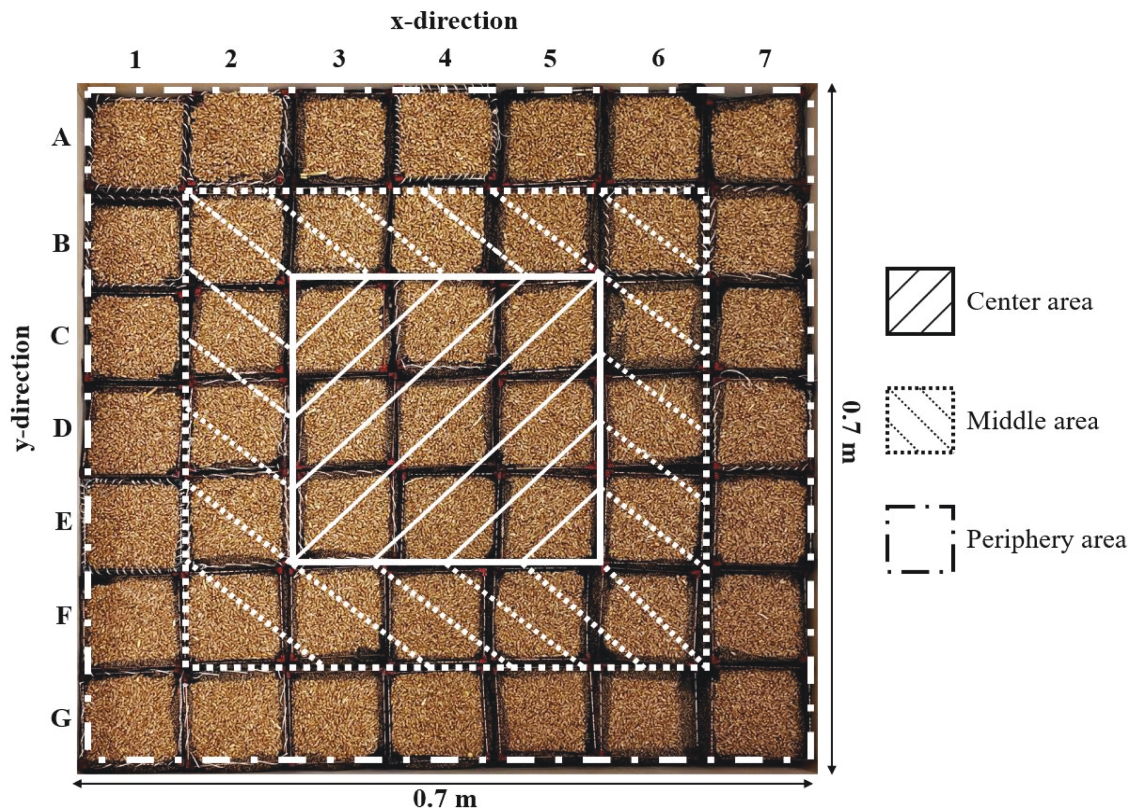 x-direction
1 2 3 4 5 6 7
A
B
C
D
E
F
G
y-direction
0.7 m
0.7 m
Center area
Middle area
Periphery area